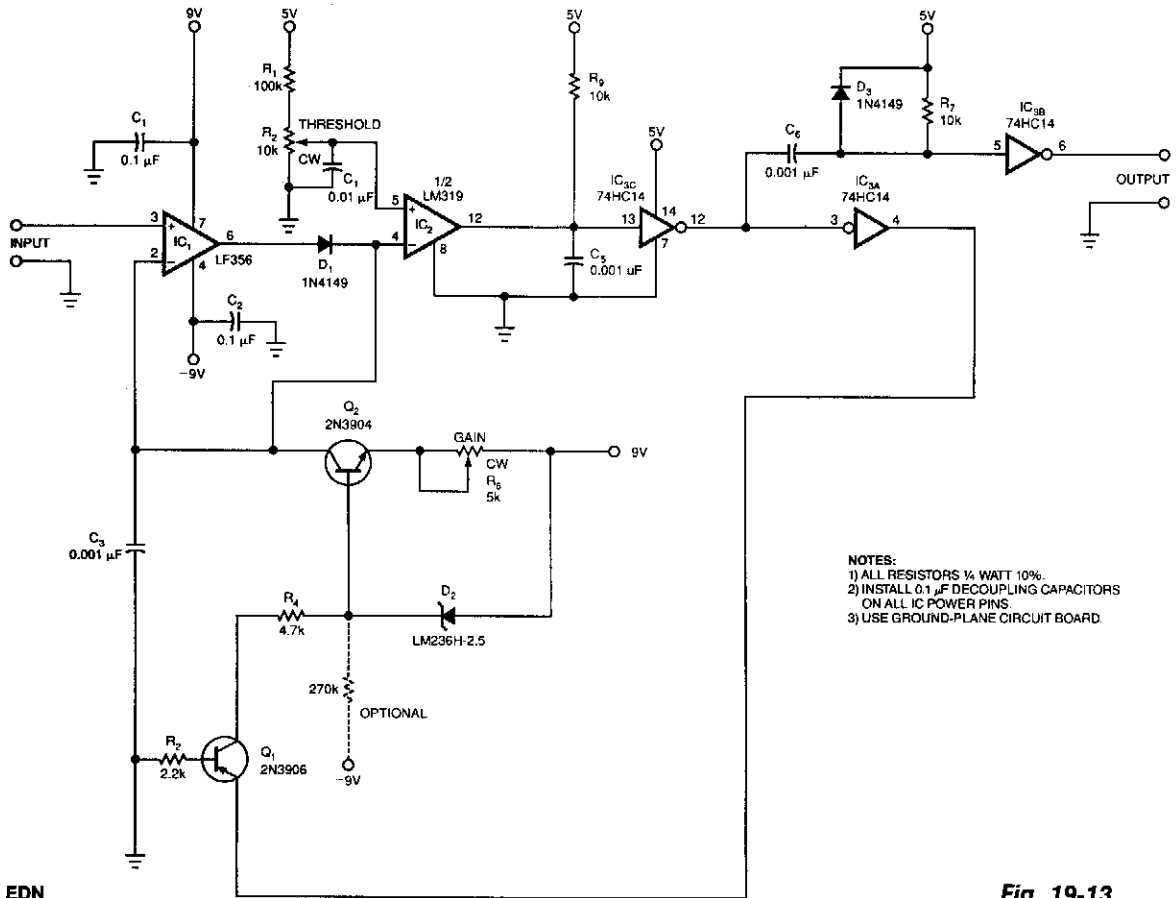 9V
5V
5V
5V
R1
100k
R9
10k
D3
1N4149
R7
10k
IC3B
74HC14
C1
0.1 µF
R2
10k
THRESHOLD
CW
C1
0.01 µF
5V
C6
0.001 µF
5
6
OUTPUT
1/2
LM319
IC3C
74HC14
IC3A
74HC14
INPUT
3
+
2
−
7
IC1
6
4
LF356
D1
1N4149
5
+
4
−
IC2
8
12
13
14
7
12
3
4
C5
0.001 uF
C2
0.1 µF
−9V
Q2
2N3904
GAIN
CW
R6
5k
9V
C3
0.001 µF
R4
4.7k
D2
LM236H-2.5
270k
OPTIONAL
−9V
R2
2.2k
Q1
2N3906
NOTES:
1) ALL RESISTORS ¼ WATT 10%.
2) INSTALL 0.1 µF DECOUPLING CAPACITORS
ON ALL IC POWER PINS.
3) USE GROUND-PLANE CIRCUIT BOARD.
EDN
Fig. 19-13